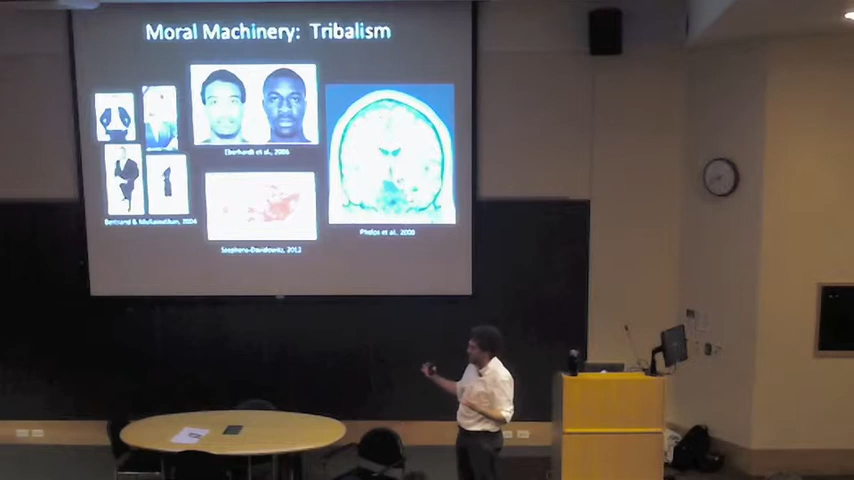 Moral Machinery: Tribalism
Eberhardt et al., 2006
Bertrand & Mullainathan, 2004
Phelps et al., 2000
Stephens-Davidowitz, 2012